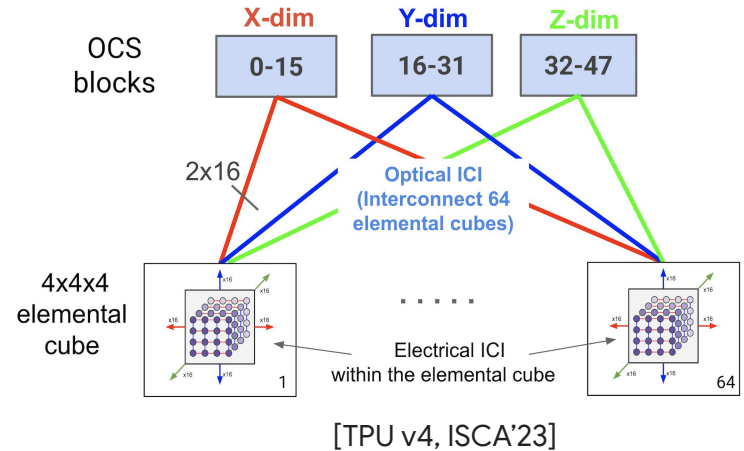 X-dim
Y-dim
Z-dim
OCS
blocks
0-15
16-31
32-47
2x16
Optical ICI
(Interconnect 64
elemental cubes)
4x4x4
elemental
cube
x16
x16
x16
x16
x16
x16
1
.....
x16
x16
x16
x16
x16
x16
64
Electrical ICI
within the elemental cube
[TPU v4, ISCA'23]